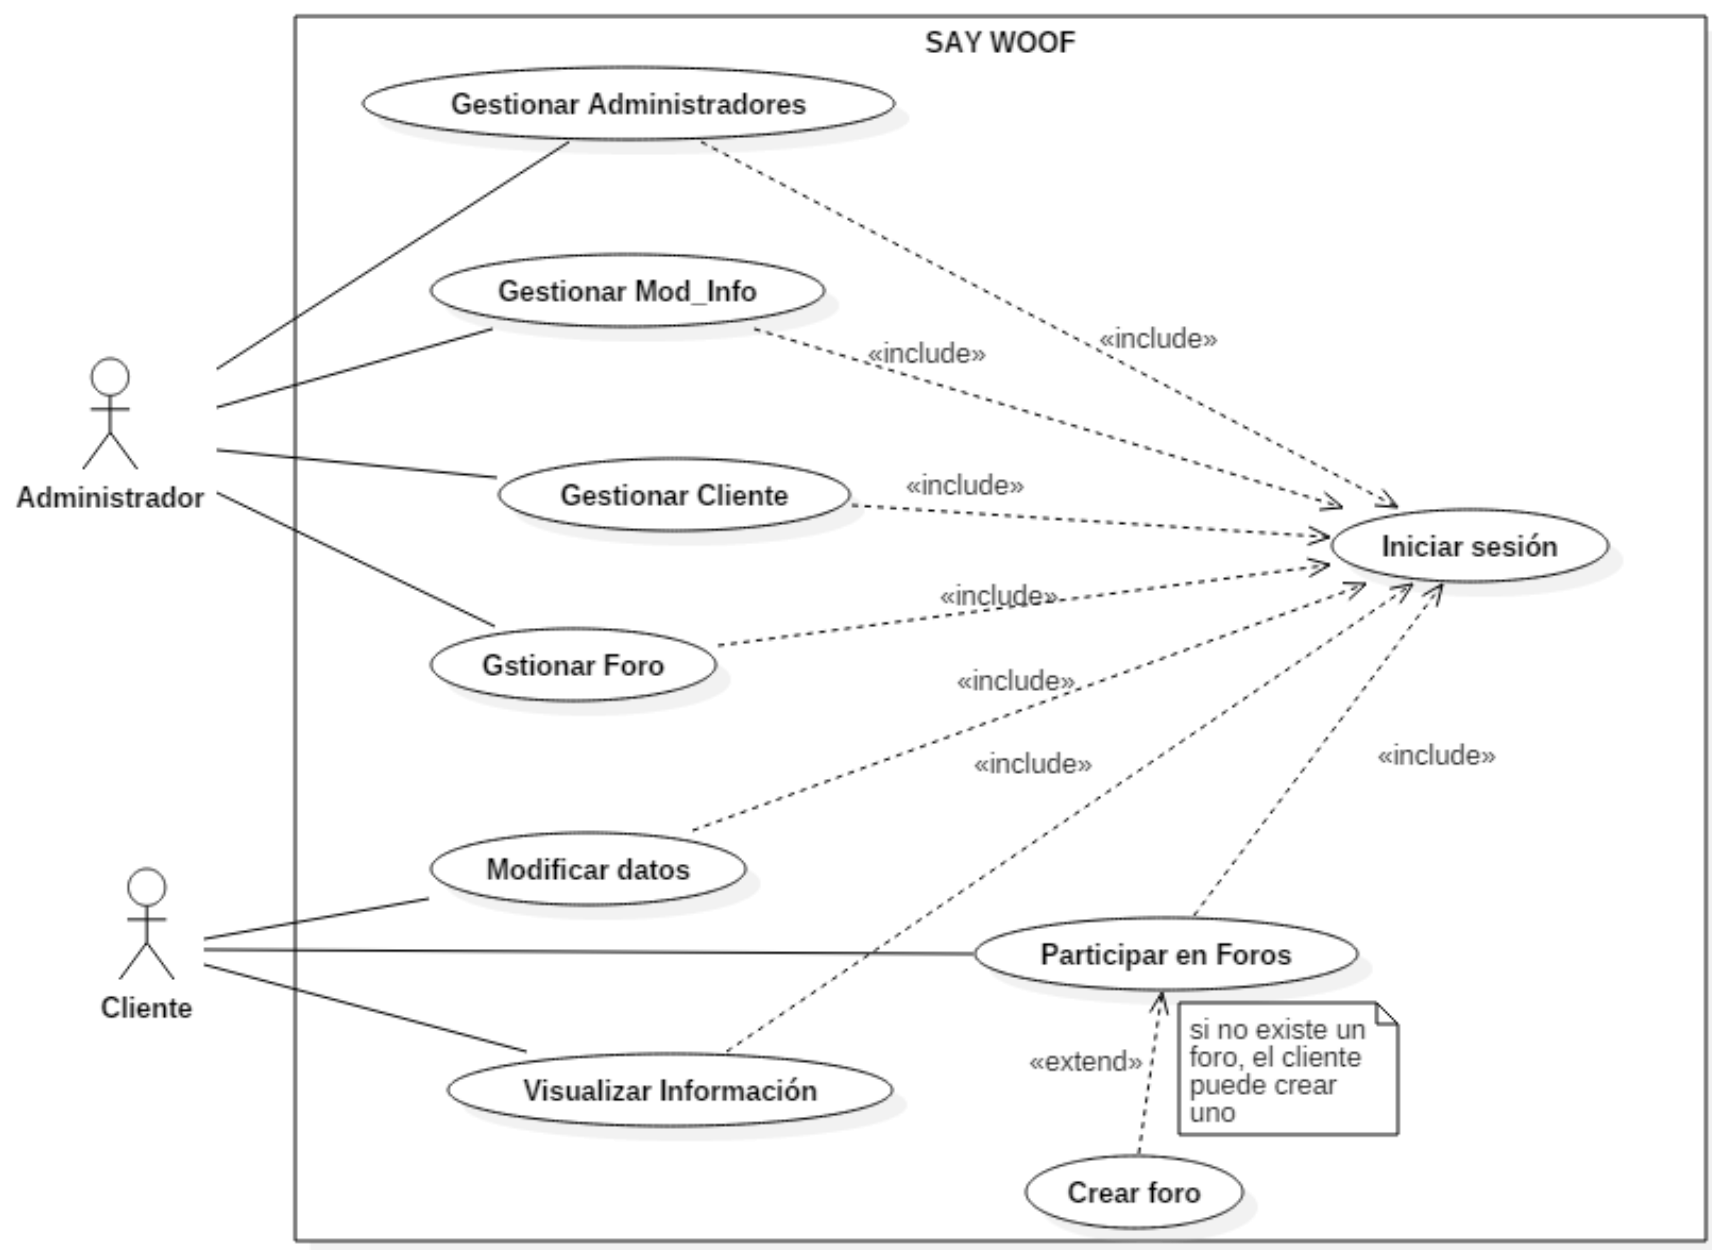 SAY WOOF
Gestionar Administradores
Gestionar Mod_Info
«include»
«include»
Administrador
Gestionar Cliente
«include»
Iniciar sesión
«include»
Gstionar Foro
«include»
«include»
«include»
Modificar datos
Cliente
Participar en Foros
si no existe un
foro, el cliente
puede crear
uno
«extend»
Visualizar Información
Crear foro